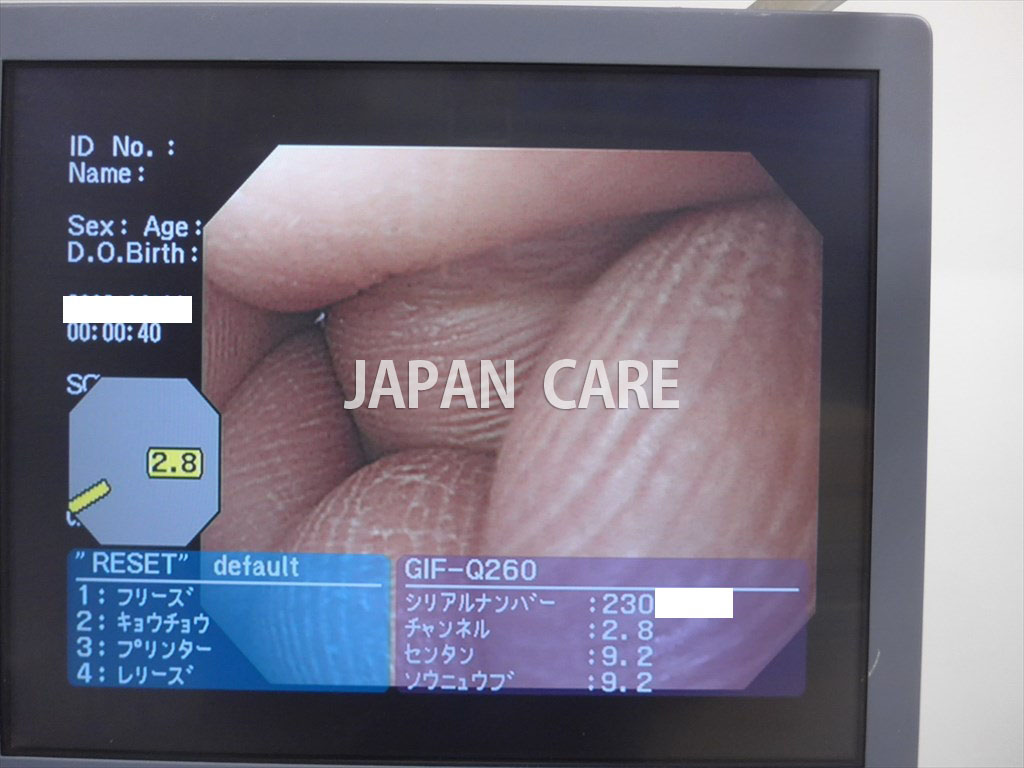 ID No. :
Name:
Sex: Age:
D.O.Birth:
00:00:40
JAPAN CARE
2.8
"RESET" default
1: フリーズ
2: キョウチョウ
3: プリンター
4: レリーズ
GIF-Q260
シリアルナンバー :230
チャンネル :2.8
センタン :9.2
ソウニュウブ :9.2